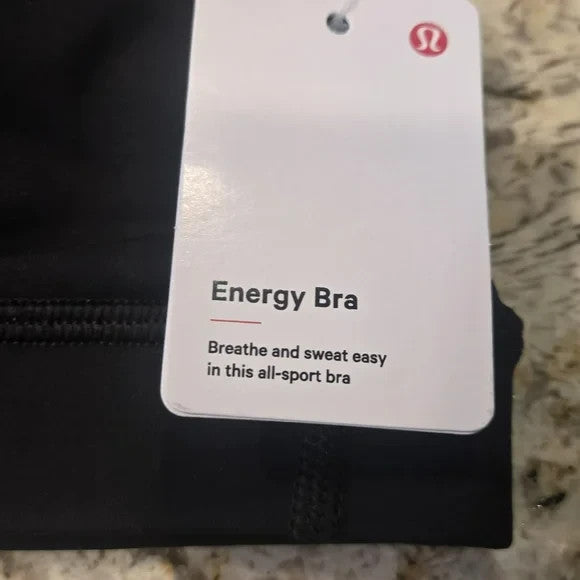 Energy Bra
Breathe and sweat easy
in this all-sport bra